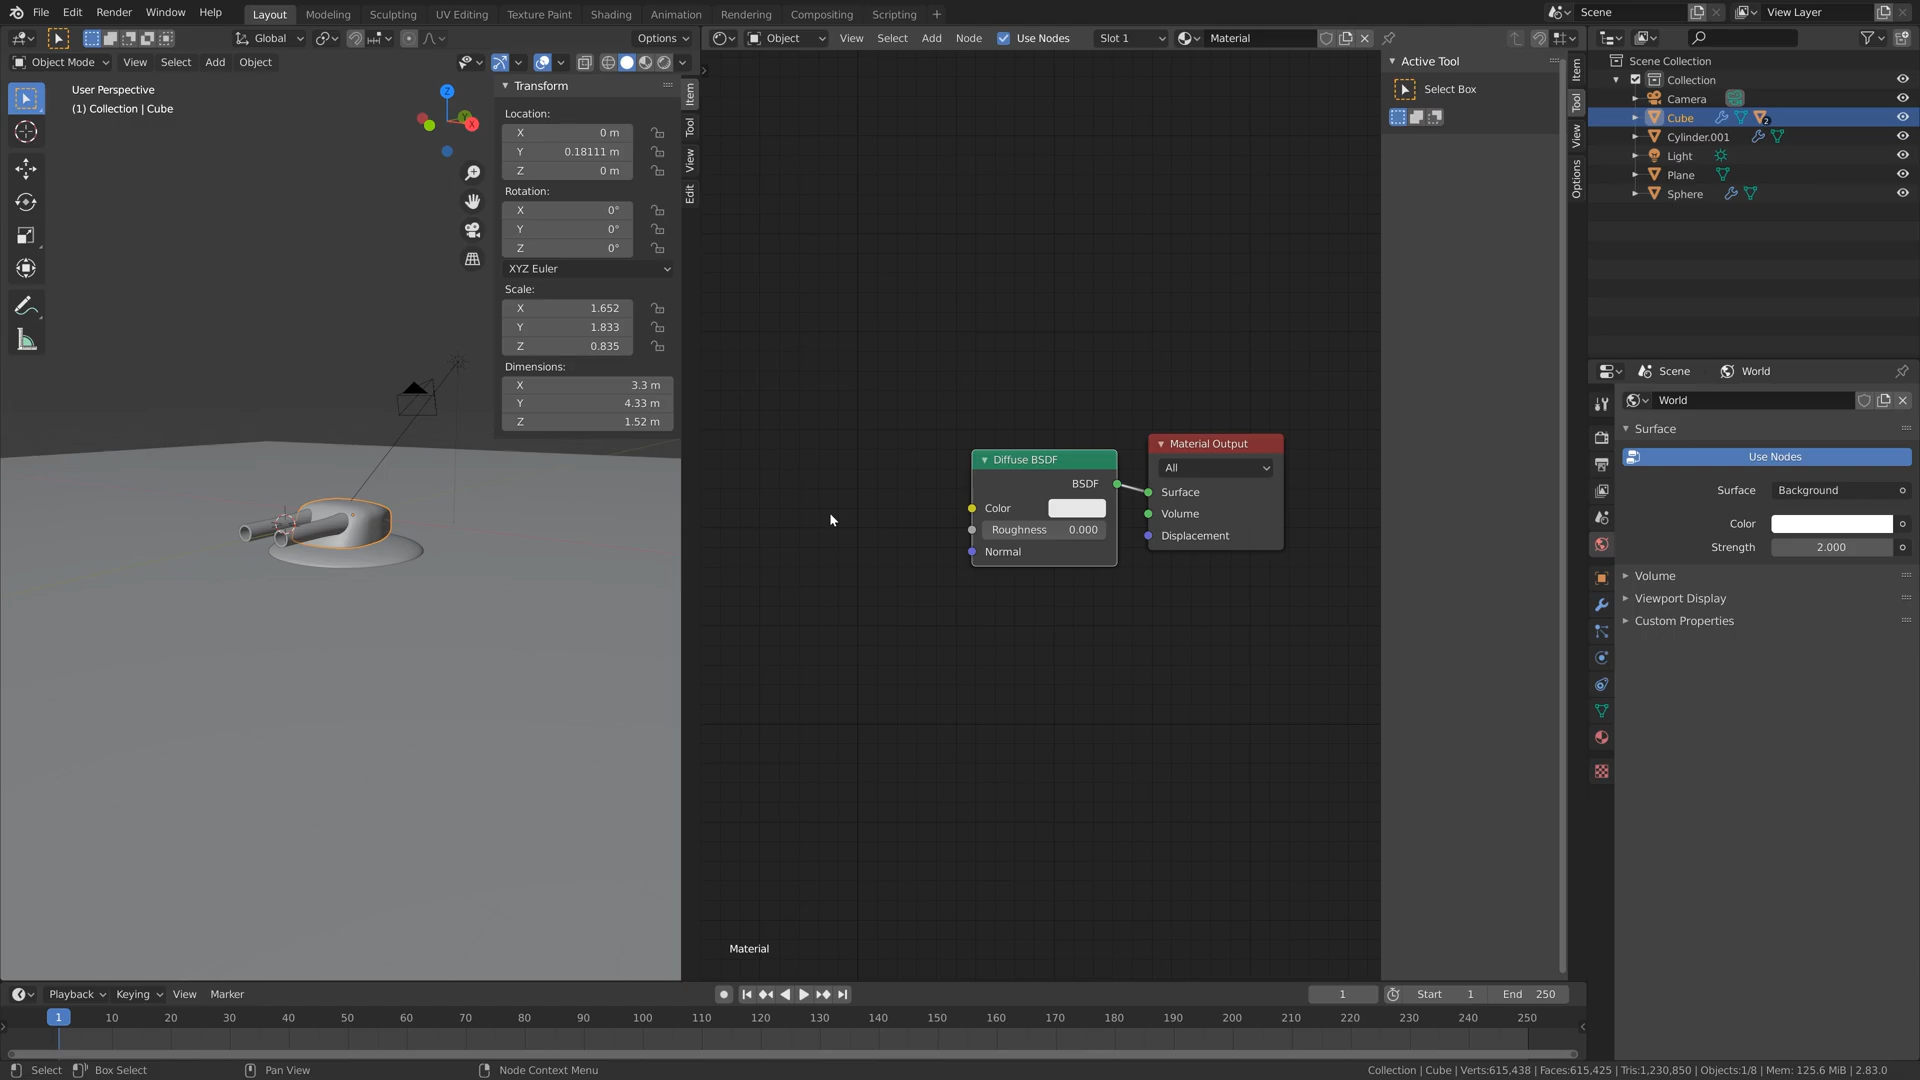 File Edit Render Window Help Layout Modeling Sculpting UV Editing Texture Paint Shading Animation Rendering Compositing Scripting + Scene View Layer
Global Options Object View Select Add Node Use Nodes Slot 1 Material
Object Mode View Select Add Object
User Perspective
(1) Collection | Cube
Z
Y
X
Transform
Location:
X 0 m
Y 0.18111 m
Z 0 m
Rotation:
X 0°
Y 0°
Z 0°
XYZ Euler
Scale:
X 1.652
Y 1.833
Z 0.835
Dimensions:
X 3.3 m
Y 4.33 m
Z 1.52 m
Item
Tool
View
Edit
Diffuse BSDF
BSDF
Color
Roughness 0.000
Normal
Material Output
All
Surface
Volume
Displacement
Material
Active Tool
Select Box
Item
Tool
View
Options
Scene Collection
Collection
Camera
Cube 2
Cylinder.001
Light
Plane
Sphere
Scene World
World
Surface
Use Nodes
Surface Background
Color
Strength 2.000
Volume
Viewport Display
Custom Properties
Playback Keying View Marker 1 Start 1 End 250
1 10 20 30 40 50 60 70 80 90 100 110 120 130 140 150 160 170 180 190 200 210 220 230 240 250
Select Box Select Pan View Node Context Menu Collection | Cube | Verts:615,438 | Faces:615,425 | Tris:1,230,850 | Objects:1/8 | Mem: 125.6 MiB | 2.83.0